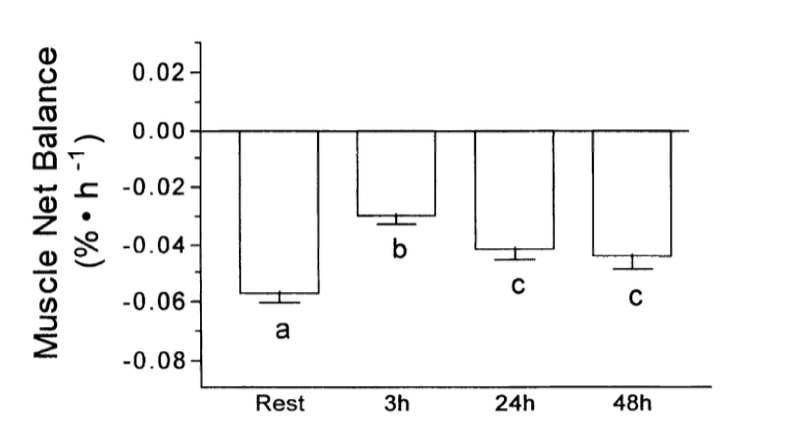 Muscle Net Balance
(% • h -1)
0.02
0.00
-0.02
-0.04
-0.06
-0.08
a
b
c
c
Rest 3h 24h 48h